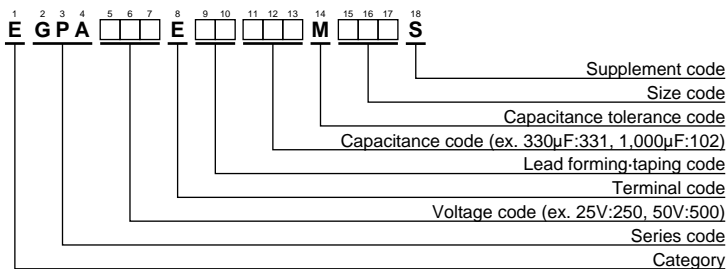 1 2 3 4 5 6 7 8 9 10 11 12 13 14 15 16 17 18
E G P A E M S
Supplement code
Size code
Capacitance tolerance code
Capacitance code (ex. 330µF:331, 1,000µF:102)
Lead forming·taping code
Terminal code
Voltage code (ex. 25V:250, 50V:500)
Series code
Category